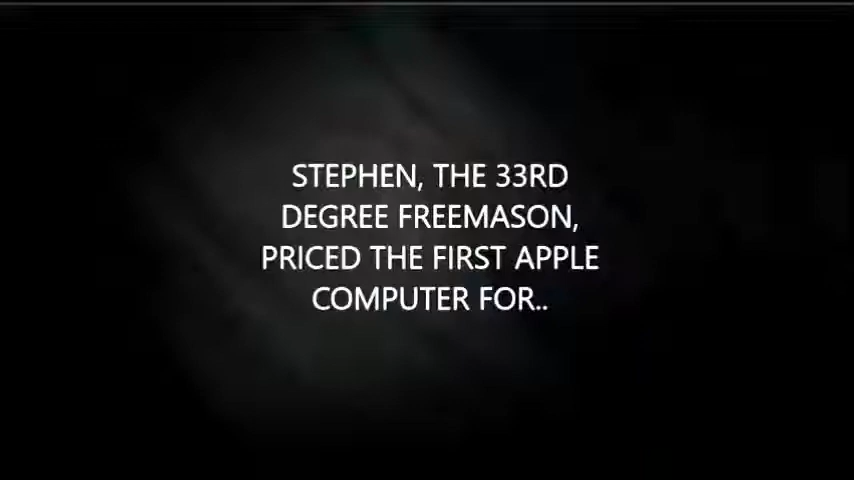 STEPHEN, THE 33RD
DEGREE FREEMASON,
PRICED THE FIRST APPLE
COMPUTER FOR..